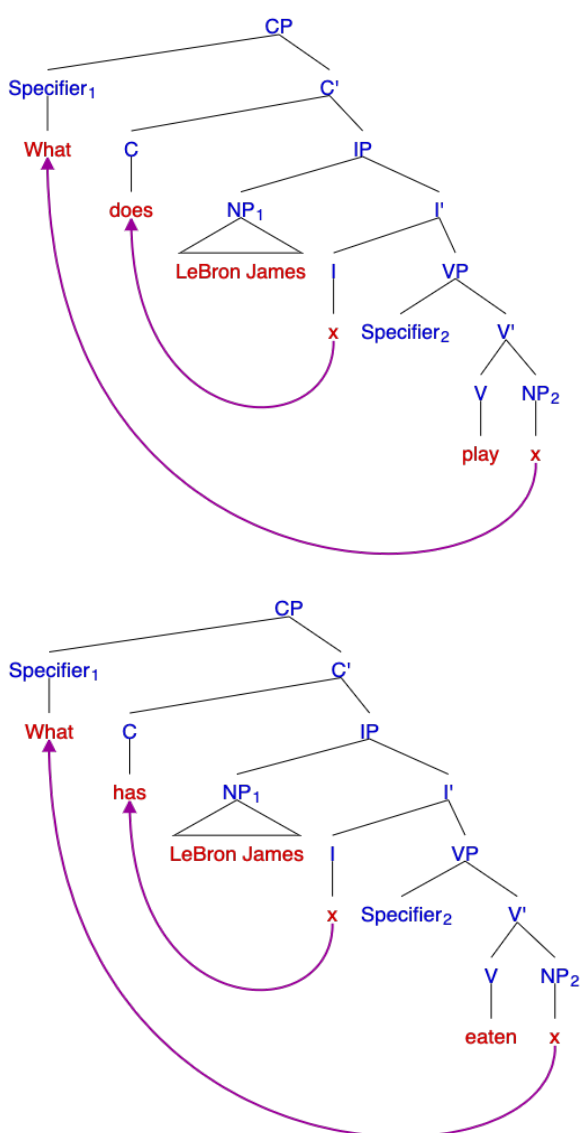 CP
Specifier₁ C'
What C IP
does NP₁ I'
LeBron James I VP
x Specifier₂ V'
V NP₂
play x
CP
Specifier₁ C'
What C IP
has NP₁ I'
LeBron James I VP
x Specifier₂ V'
V NP₂
eaten x